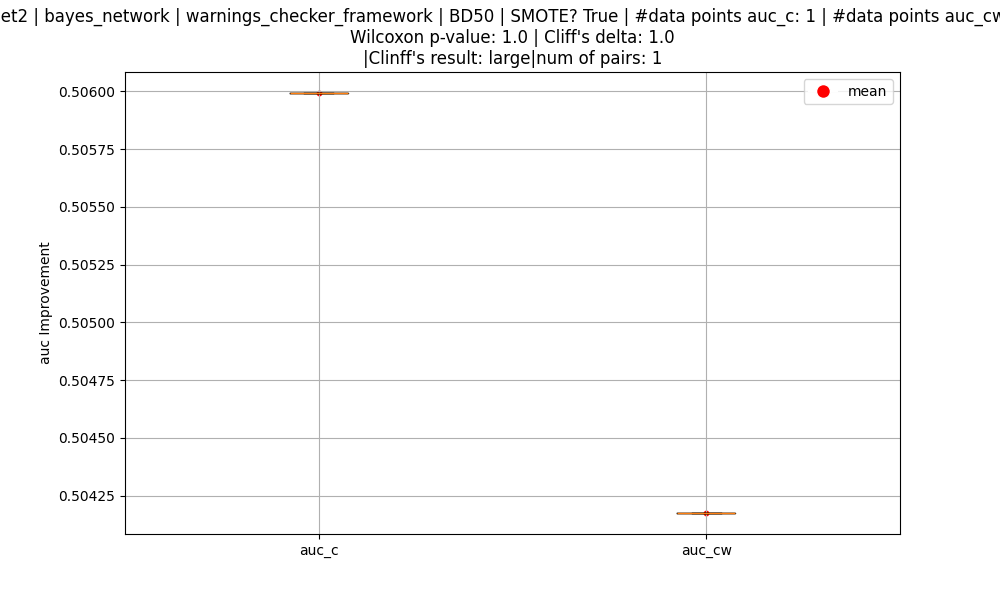 et2 | bayes_network | warnings_checker_framework | BD50 | SMOTE? True | #data points auc_c: 1 | #data points auc_cw
Wilcoxon p-value: 1.0 | Cliff's delta: 1.0
|Clinff's result: large|num of pairs: 1
mean
0.50600
0.50575
0.50550
0.50525
0.50500
0.50475
0.50450
0.50425
auc Improvement
auc_c
auc_cw